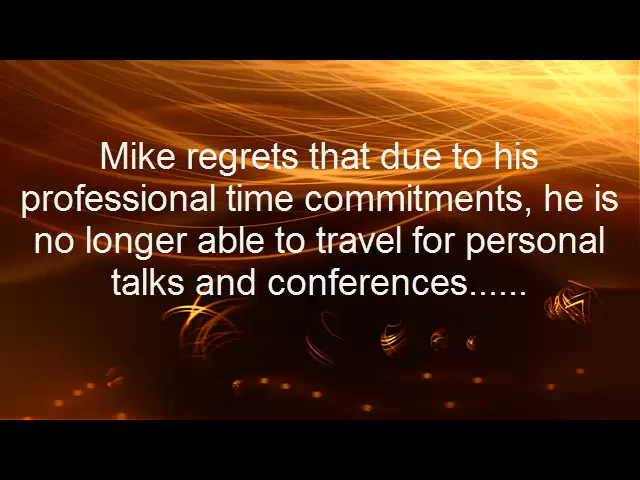 Mike regrets that due to his
professional time commitments, he is
no longer able to travel for personal
talks and conferences......